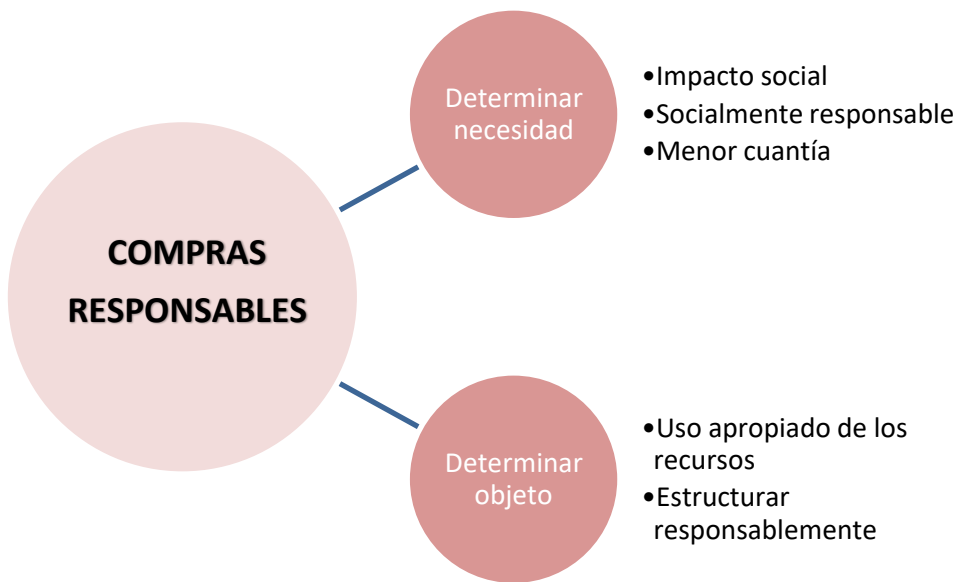 COMPRAS
RESPONSABLES
Determinar
necesidad
•Impacto social
•Socialmente responsable
•Menor cuantía
Determinar
objeto
•Uso apropiado de los
recursos
•Estructurar
responsablemente